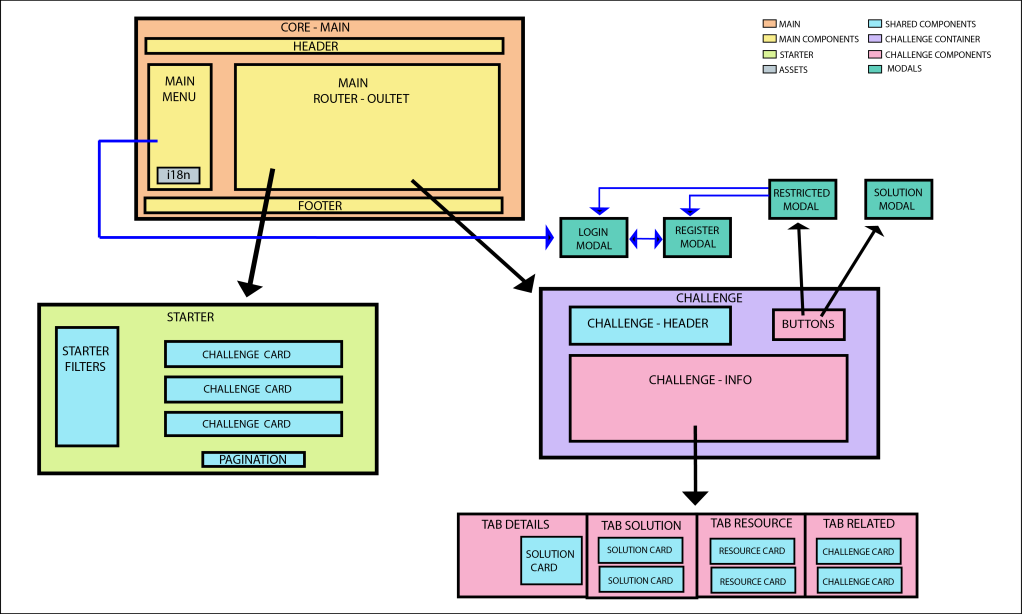 CORE - MAIN
HEADER
MAIN
MENU
i18n
MAIN
ROUTER - OULTET
FOOTER
MAIN
MAIN COMPONENTS
STARTER
ASSETS
SHARED COMPONENTS
CHALLENGE CONTAINER
CHALLENGE COMPONENTS
MODALS
LOGIN
MODAL
REGISTER
MODAL
RESTRICTED
MODAL
SOLUTION
MODAL
STARTER
STARTER
FILTERS
CHALLENGE CARD
CHALLENGE CARD
CHALLENGE CARD
PAGINATION
CHALLENGE
CHALLENGE - HEADER
BUTTONS
CHALLENGE - INFO
TAB DETAILS
SOLUTION
CARD
TAB SOLUTION
SOLUTION CARD
SOLUTION CARD
TAB RESOURCE
RESOURCE CARD
RESOURCE CARD
TAB RELATED
CHALLENGE CARD
CHALLENGE CARD